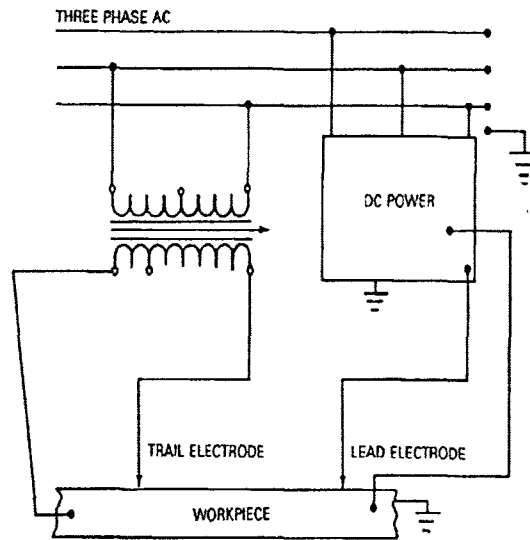 THREE PHASE AC
DC POWER
TRAIL ELECTRODE
LEAD ELECTRODE
WORKPIECE